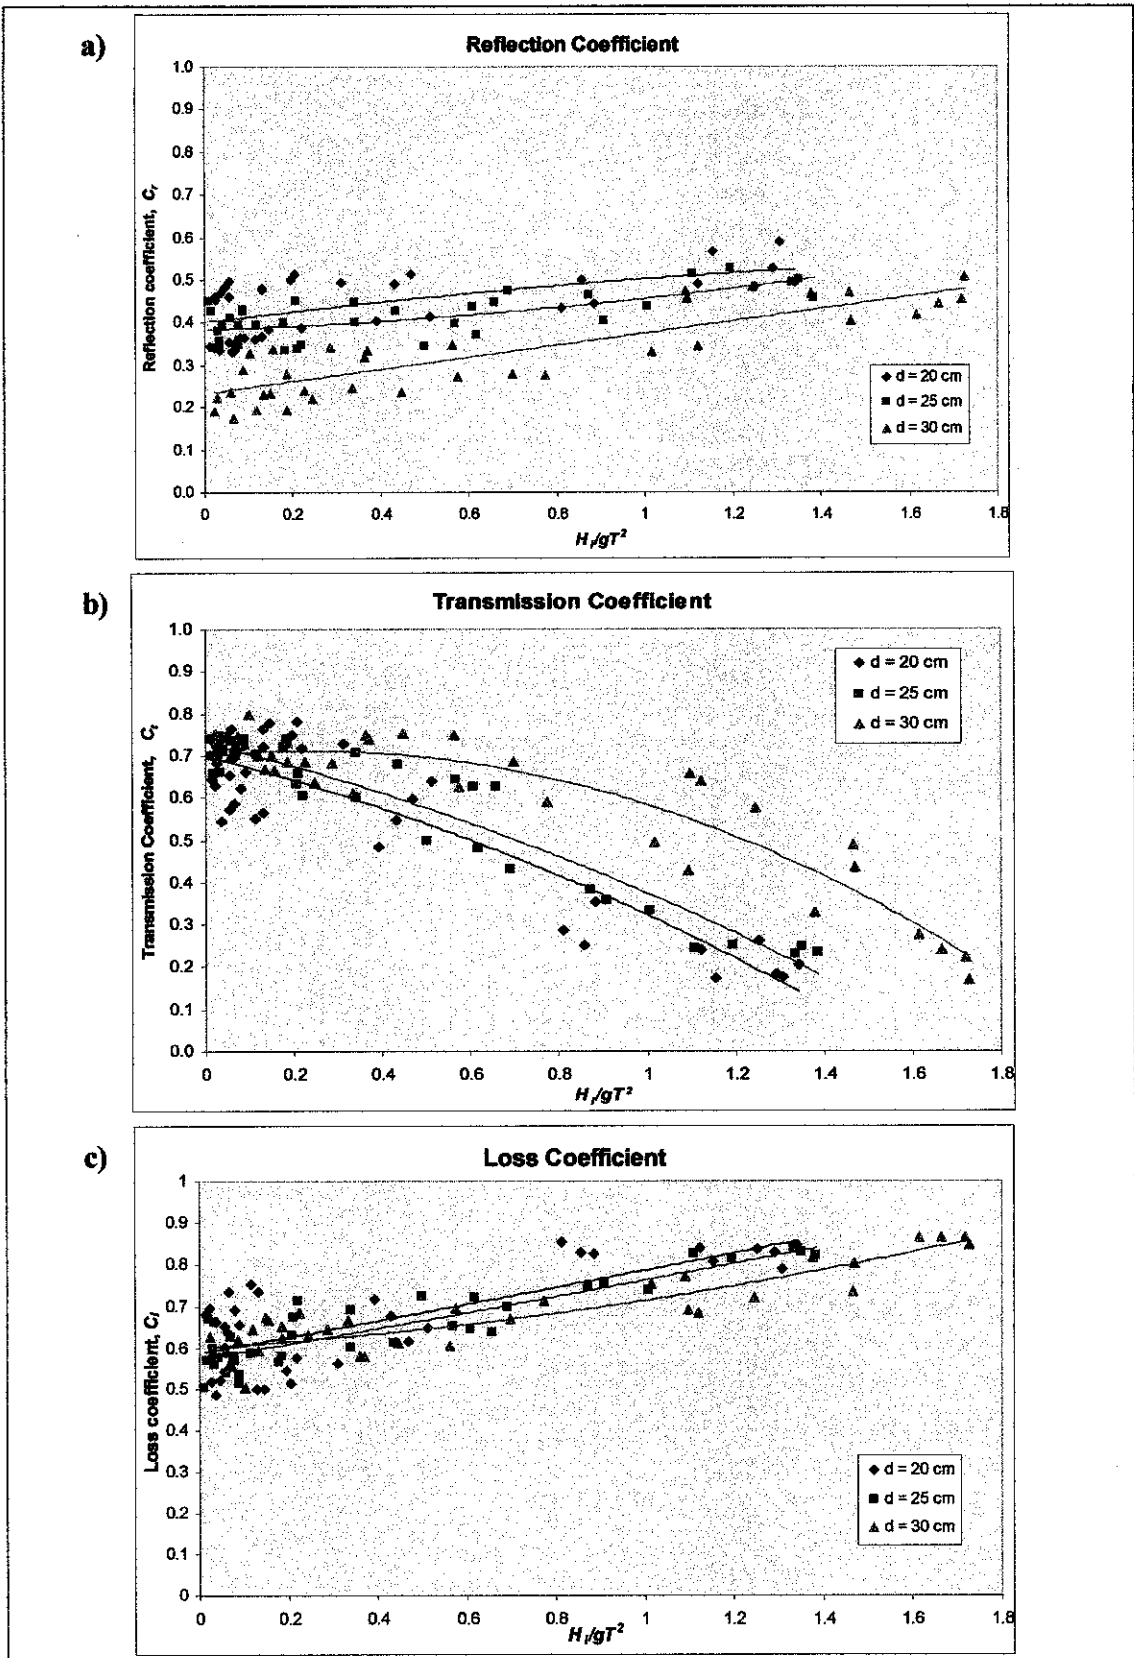 a)
Reflection Coefficient
Reflection coefficient, Cr
1.0
0.9
0.8
0.7
0.6
0.5
0.4
0.3
0.2
0.1
0.0
0 0.2 0.4 0.6 0.8 1 1.2 1.4 1.6 1.8
Hi/gT²
d = 20 cm
d = 25 cm
d = 30 cm
b)
Transmission Coefficient
Transmission Coefficient, Ct
1.0
0.9
0.8
0.7
0.6
0.5
0.4
0.3
0.2
0.1
0.0
0 0.2 0.4 0.6 0.8 1 1.2 1.4 1.6 1.8
Hi/gT²
d = 20 cm
d = 25 cm
d = 30 cm
c)
Loss Coefficient
Loss coefficient, Cl
1
0.9
0.8
0.7
0.6
0.5
0.4
0.3
0.2
0.1
0
0 0.2 0.4 0.6 0.8 1 1.2 1.4 1.6 1.8
Hi/gT²
d = 20 cm
d = 25 cm
d = 30 cm